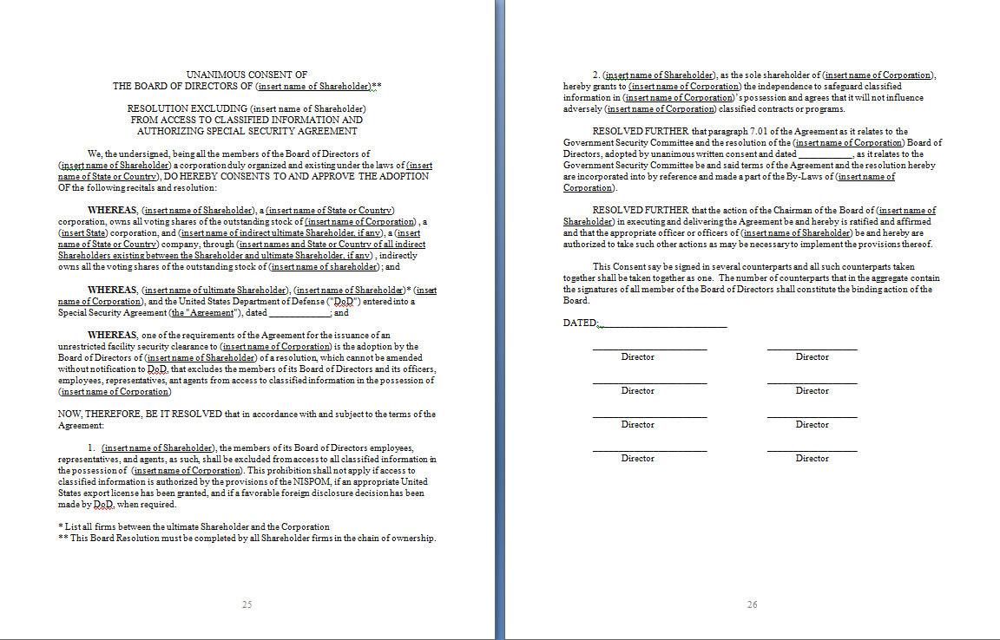 UNANIMOUS CONSENT OF
THE BOARD OF DIRECTORS OF (insert name of Shareholder)**
RESOLUTION EXCLUDING (insert name of Shareholder)
FROM ACCESS TO CLASSIFIED INFORMATION AND
AUTHORIZING SPECIAL SECURITY AGREEMENT
We, the undersigned, being all the members of the Board of Directors of
(insert name of Shareholder) a corporation duly organized and existing under the laws of (insert
name of State or Country), DO HEREBY CONSENTS TO AND APPROVE THE ADOPTION
OF the following recitals and resolution:
WHEREAS, (insert name of Shareholder), a (insert name of State or Country)
corporation, owns all voting shares of the outstanding stock of (insert name of Corporation) , a
(insert State) corporation, and (insert name of indirect ultimate Shareholder, if any), a (insert
name of State or Country) company, through (insert names and State or Country of all indirect
Shareholders existing between the Shareholder and ultimate Shareholder, if any) , indirectly
owns all the voting shares of the outstanding stock of (insert name of shareholder); and
WHEREAS, (insert name of ultimate Shareholder), (insert name of Shareholder)* (insert
name of Corporation), and the United States Department of Defense ("DoD") entered into a
Special Security Agreement (the "Agreement"), dated ____________; and
WHEREAS, one of the requirements of the Agreement for the issuance of an
unrestricted facility security clearance to (insert name of Corporation) is the adoption by the
Board of Directors of (insert name of Shareholder) of a resolution, which cannot be amended
without notification to DoD, that excludes the members of its Board of Directors and its officers,
employees, representatives, ant agents from access to classified information in the possession of
(insert name of Corporation)
NOW, THEREFORE, BE IT RESOLVED that in accordance with and subject to the terms of the
Agreement:
1. (insert name of Shareholder), the members of its Board of Directors employees,
representatives, and agents, as such, shall be excluded from access to all classified information in
the possession of (insert name of Corporation). This prohibition shall not apply if access to
classified information is authorized by the provisions of the NISPOM, if an appropriate United
States export license has been granted, and if a favorable foreign disclosure decision has been
made by DoD, when required.
* List all firms between the ultimate Shareholder and the Corporation
** This Board Resolution must be completed by all Shareholder firms in the chain of ownership.
25
2. (insert name of Shareholder), as the sole shareholder of (insert name of Corporation),
hereby grants to (insert name of Corporation) the independence to safeguard classified
information in (insert name of Corporation)'s possession and agrees that it will not influence
adversely (insert name of Corporation) classified contracts or programs.
RESOLVED FURTHER that paragraph 7.01 of the Agreement as it relates to the
Government Security Committee and the resolution of the (insert name of Corporation) Board of
Directors, adopted by unanimous written consent and dated ___________, as it relates to the
Government Security Committee be and said terms of the Agreement and the resolution hereby
are incorporated into by reference and made a part of the By-Laws of (insert name of
Corporation).
RESOLVED FURTHER that the action of the Chairman of the Board of (insert name of
Shareholder) in executing and delivering the Agreement be and hereby is ratified and affirmed
and that the appropriate officer or officers of (insert name of Shareholder) be and hereby are
authorized to take such other actions as may be necessary to implement the provisions thereof.
This Consent say be signed in several counterparts and all such counterparts taken
together shall be taken together as one. The number of counterparts that in the aggregate contain
the signatures of all member of the Board of Directors shall constitute the binding action of the
Board.
DATED:_________________________
Director Director
Director Director
Director Director
Director Director
26